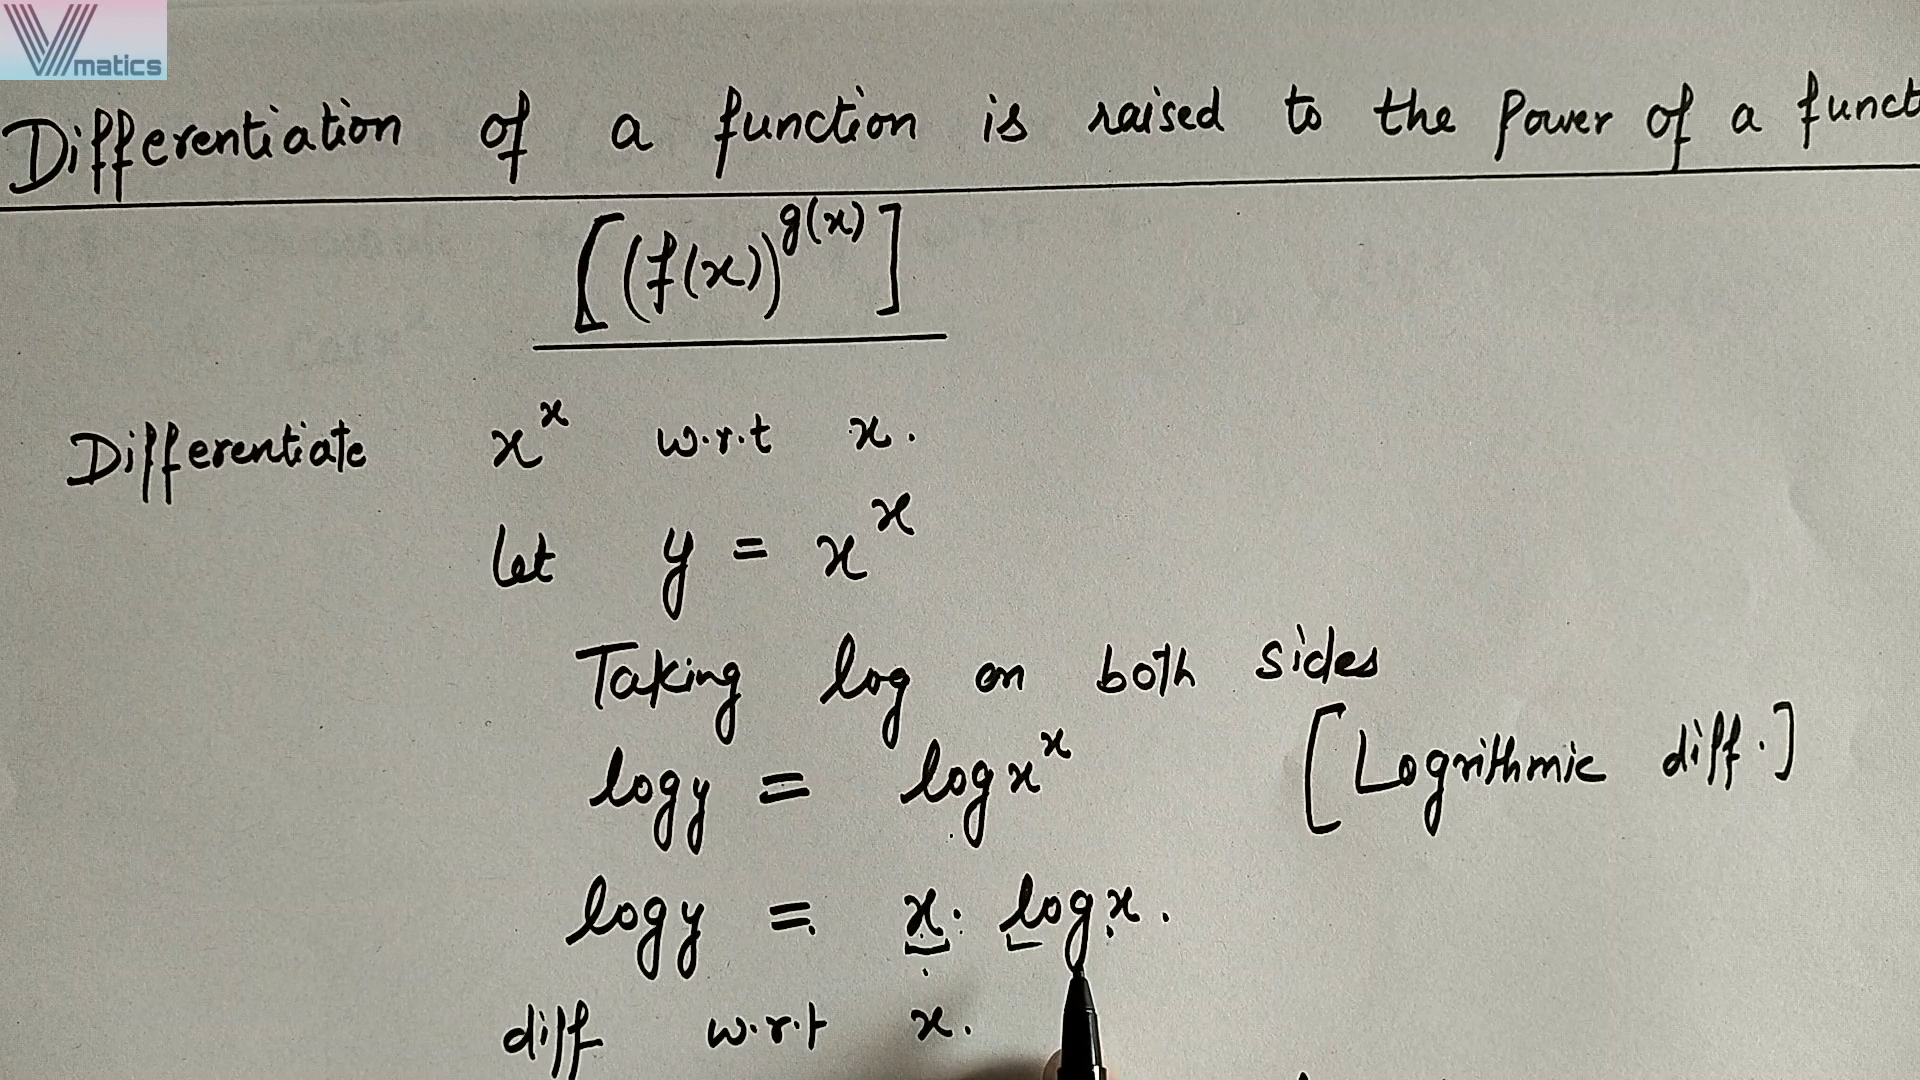 Vmatics
Differentiation of a function is raised to the power of a funct
[(f(x))^g(x)]
Differentiate x^x w.r.t x.
let y = x^x
Taking log on both sides
log y = log x^x [Logrithmic diff.]
log y = x. log x.
diff w.r.t x.